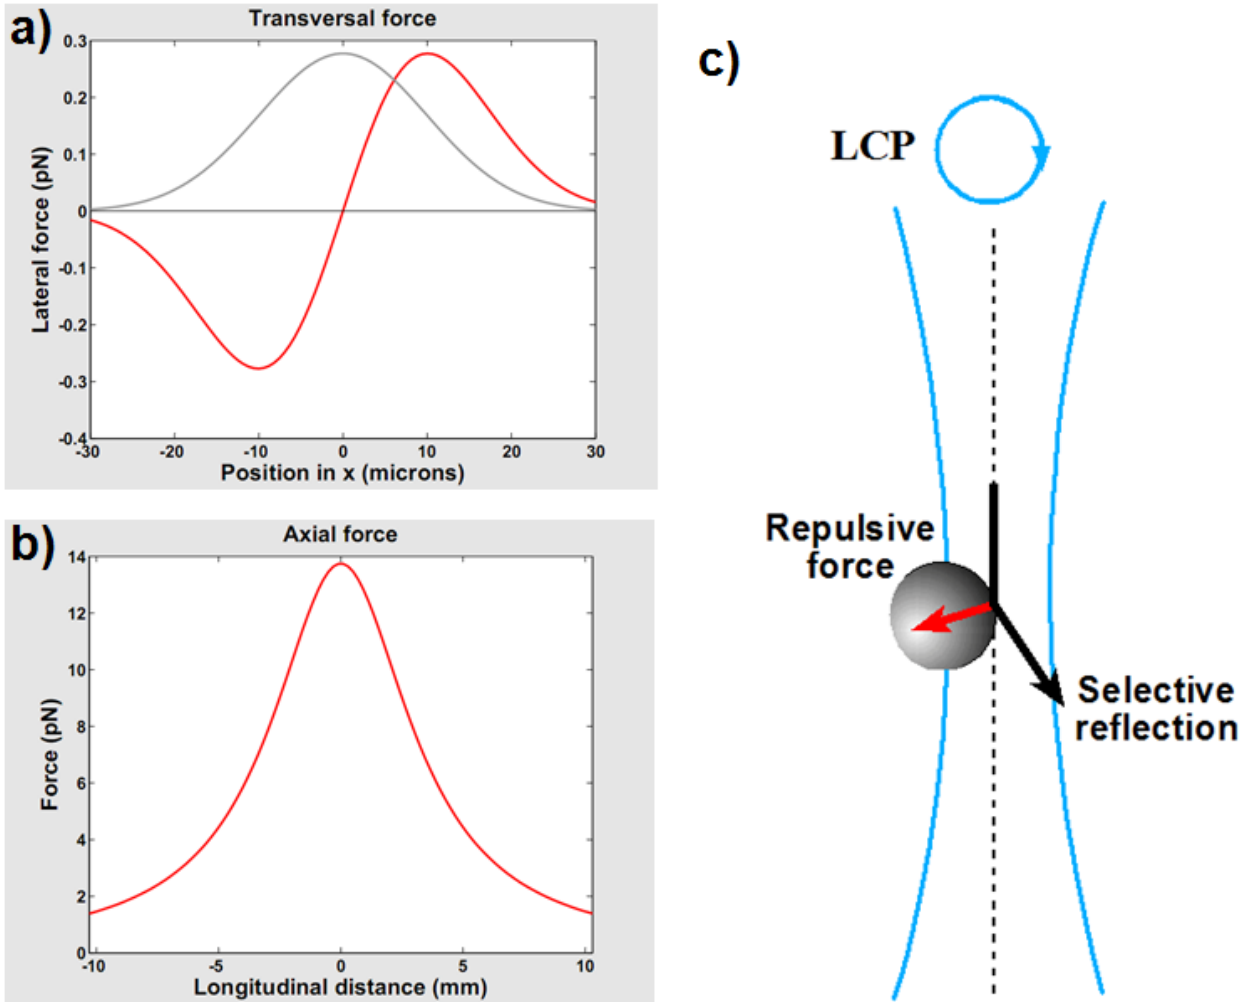 a)
Transversal force
0.3
0.2
0.1
0
-0.1
-0.2
-0.3
-0.4
Lateral force (pN)
-30 -20 -10 0 10 20 30
Position in x (microns)
b)
Axial force
14
12
10
8
6
4
2
0
Force (pN)
-10 -5 0 5 10
Longitudinal distance (mm)
c)
LCP
Repulsive
force
Selective
reflection